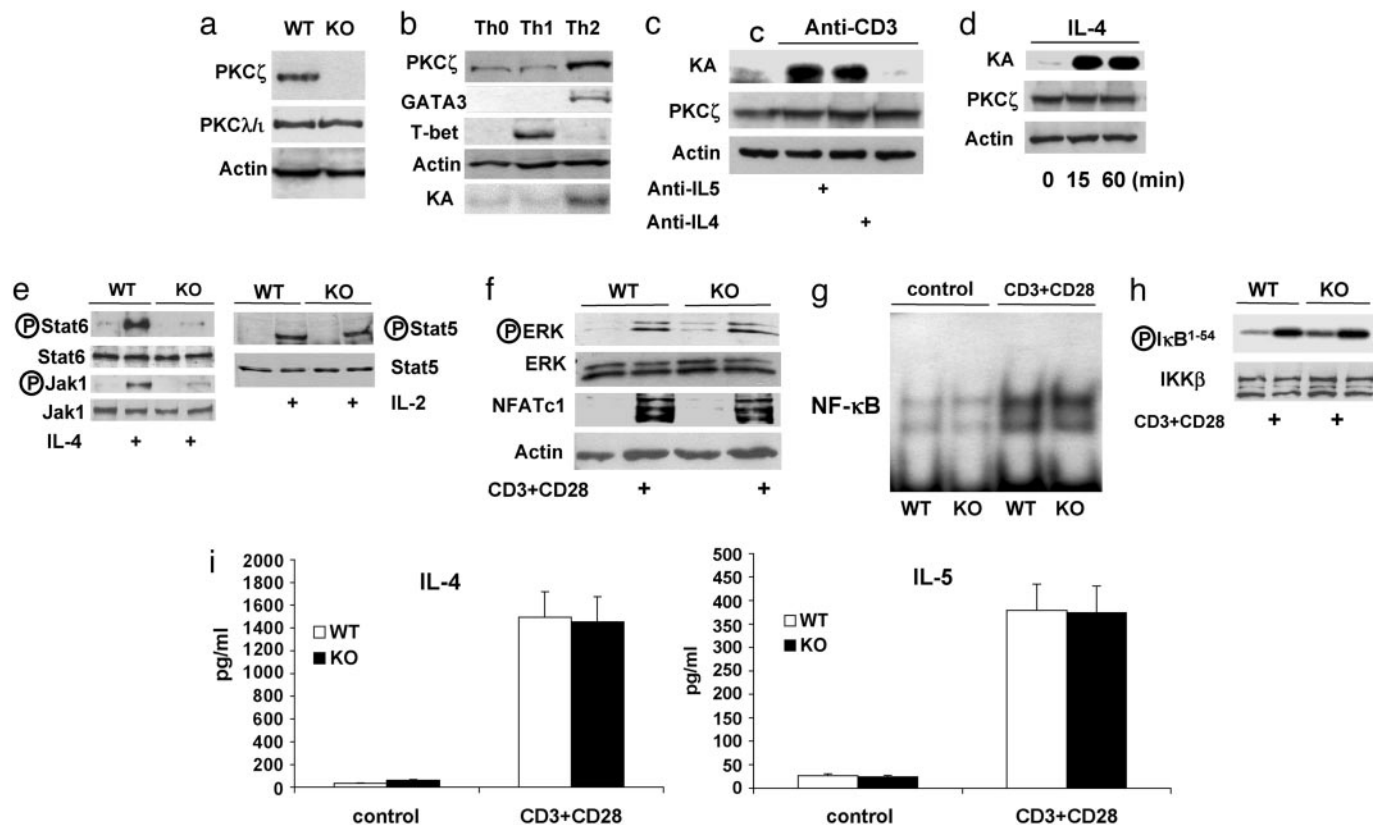 a
WT KO
PKCζ
PKCλ/ι
Actin
b
Th0 Th1 Th2
PKCζ
GATA3
T-bet
Actin
KA
c
c Anti-CD3
KA
PKCζ
Actin
Anti-IL5 +
Anti-IL4 +
d
IL-4
KA
PKCζ
Actin
0 15 60 (min)
e
WT KO
Ⓟ Stat6
Stat6
Ⓟ Jak1
Jak1
IL-4 + +
WT KO
Ⓟ Stat5
Stat5
+ + IL-2
f
WT KO
Ⓟ ERK
ERK
NFATc1
Actin
CD3+CD28 + +
g
control CD3+CD28
NF-κB
WT KO WT KO
h
WT KO
Ⓟ IκB1-54
IKKβ
CD3+CD28 + +
i
IL-4
pg/ml
2000
1800
1600
1400
1200
1000
800
600
400
200
0
WT
KO
control CD3+CD28
IL-5
pg/ml
500
450
400
350
300
250
200
150
100
50
0
WT
KO
control CD3+CD28